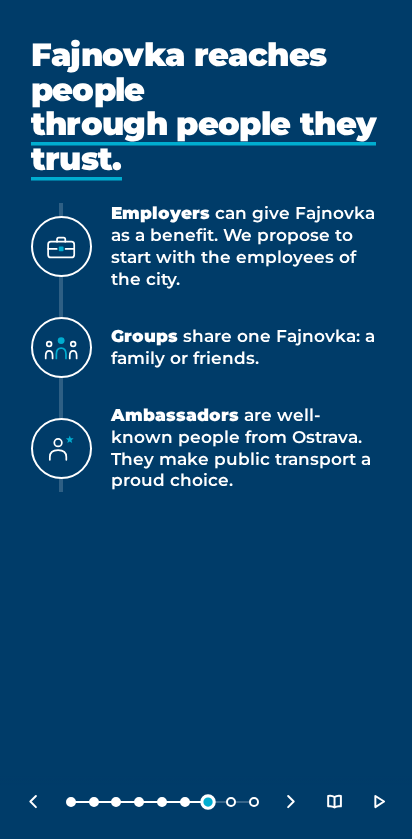 Fajnovka reaches
people
through people they
trust.
Employers can give Fajnovka
as a benefit. We propose to
start with the employees of
the city.
Groups share one Fajnovka: a
family or friends.
Ambassadors are well-
known people from Ostrava.
They make public transport a
proud choice.